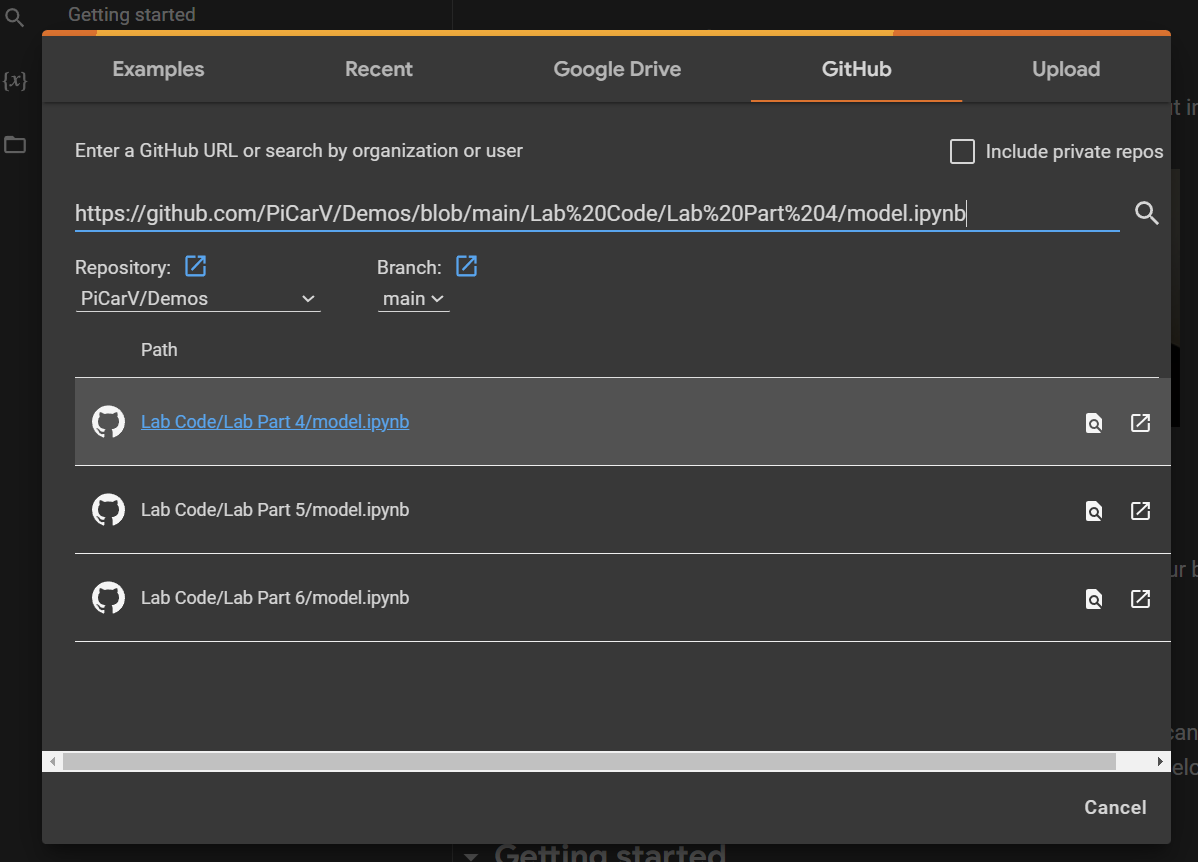 Getting started
Examples Recent Google Drive GitHub Upload
{x}
Enter a GitHub URL or search by organization or user
Include private repos
https://github.com/PiCarV/Demos/blob/main/Lab%20Code/Lab%20Part%204/model.ipynb
Repository: Branch:
PiCarV/Demos main
Path
Lab Code/Lab Part 4/model.ipynb
Lab Code/Lab Part 5/model.ipynb
Lab Code/Lab Part 6/model.ipynb
Cancel
Getting started